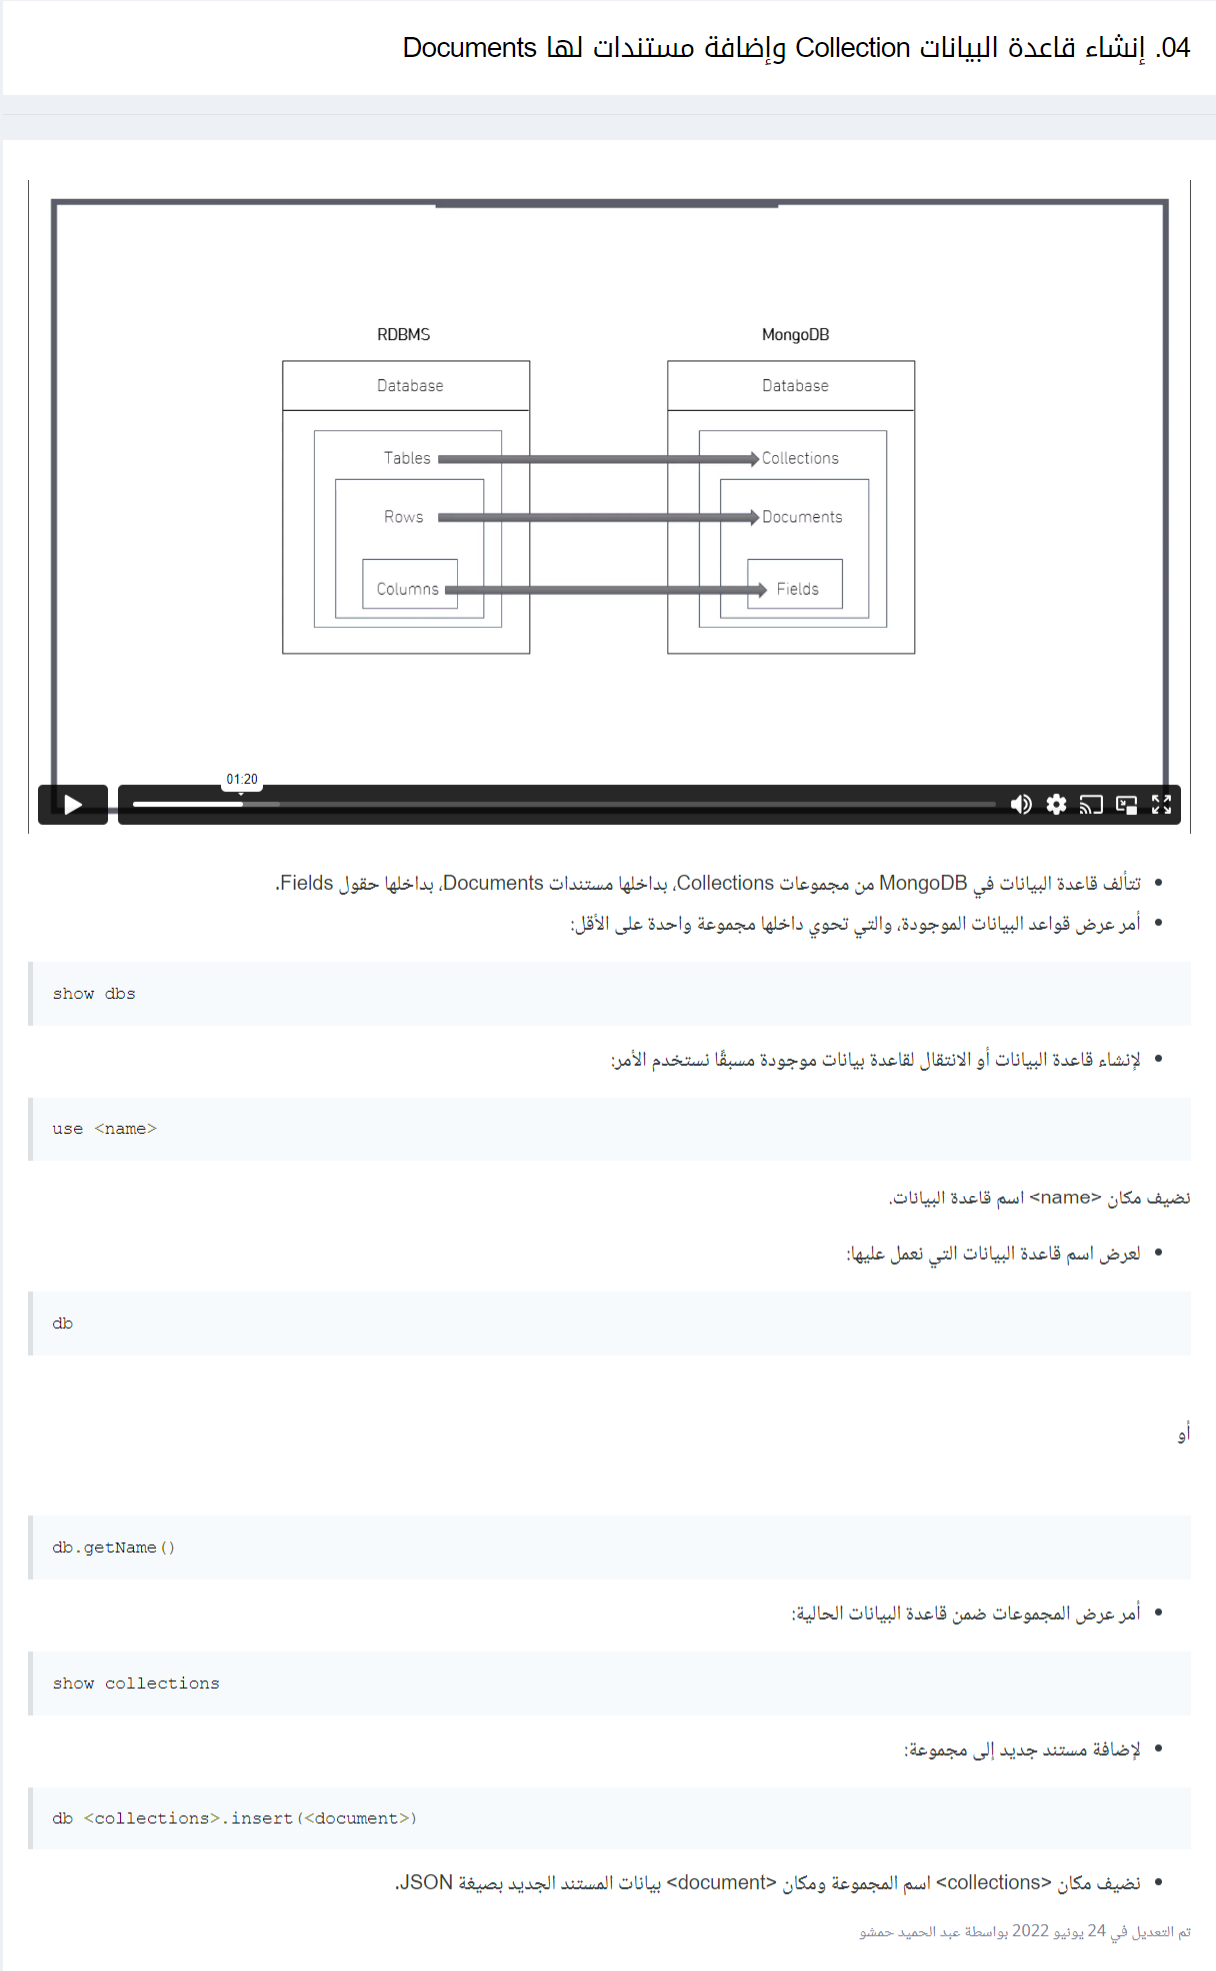 04. إنشاء قاعدة البيانات Collection وإضافة مستندات لها Documents
RDBMS
MongoDB
Database
Database
Tables
Collections
Rows
Documents
Columns
Fields
01:20
تتألف قاعدة البيانات في MongoDB من مجموعات Collections، بداخلها مستندات Documents، بداخلها حقول Fields.
أمر عرض قواعد البيانات الموجودة، والتي تحوي داخلها مجموعة واحدة على الأقل:
show dbs
لإنشاء قاعدة البيانات أو الانتقال لقاعدة بيانات موجودة مسبقًا نستخدم الأمر:
use <name>
نضيف مكان <name> اسم قاعدة البيانات.
لعرض اسم قاعدة البيانات التي نعمل عليها:
db
أو
db.getName()
أمر عرض المجموعات ضمن قاعدة البيانات الحالية:
show collections
لإضافة مستند جديد إلى مجموعة:
db <collections>.insert(<document>)
نضيف مكان <collections> اسم المجموعة ومكان <document> بيانات المستند الجديد بصيغة JSON.
تم التعديل في 24 يونيو 2022 بواسطة عبد الحميد حمشو